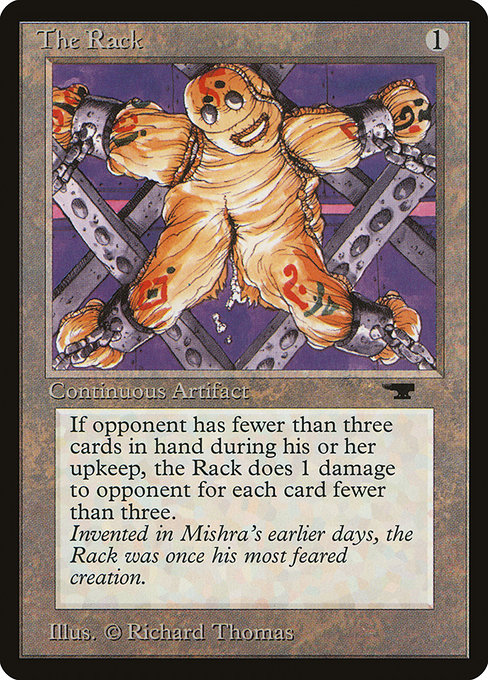 The Rack 1
Continuous Artifact
If opponent has fewer than three
cards in hand during his or her
upkeep, the Rack does 1 damage
to opponent for each card fewer
than three.
Invented in Mishra's earlier days, the
Rack was once his most feared
creation.
Illus. © Richard Thomas